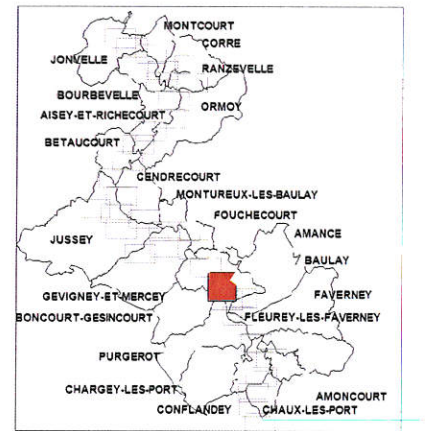 MONTCOURT
CORRE
JONVELLE
RANZEVELLE
BOURBEVELLE
ORMOY
AISEY-ET-RICHECOURT
BETAUCOURT
CENDRECOURT
MONTUREUX-LES-BAULAY
FOUCHECOURT
AMANCE
JUSSEY
BAULAY
GEVIGNEY-ET-MERCEY
FAVERNEY
BONCOURT-GESINCOURT
FLEUREY-LES-FAVERNEY
PURGEROT
CHARGEY-LES-PORT
AMONCOURT
CONFLANDEY
CHAUX-LES-PORT